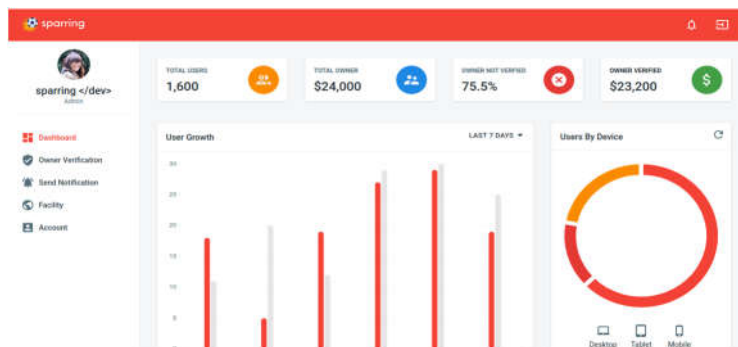 sparring
sparring </dev>
Admin
Dashboard
Owner Verification
Send Notification
Facility
Account
TOTAL USERS
1,600
TOTAL OWNER
$24,000
OWNER NOT VERIFIED
75.5%
OWNER VERIFIED
$23,200
User Growth
LAST 7 DAYS
30
25
20
15
10
5
0
Users By Device
Desktop Tablet Mobile